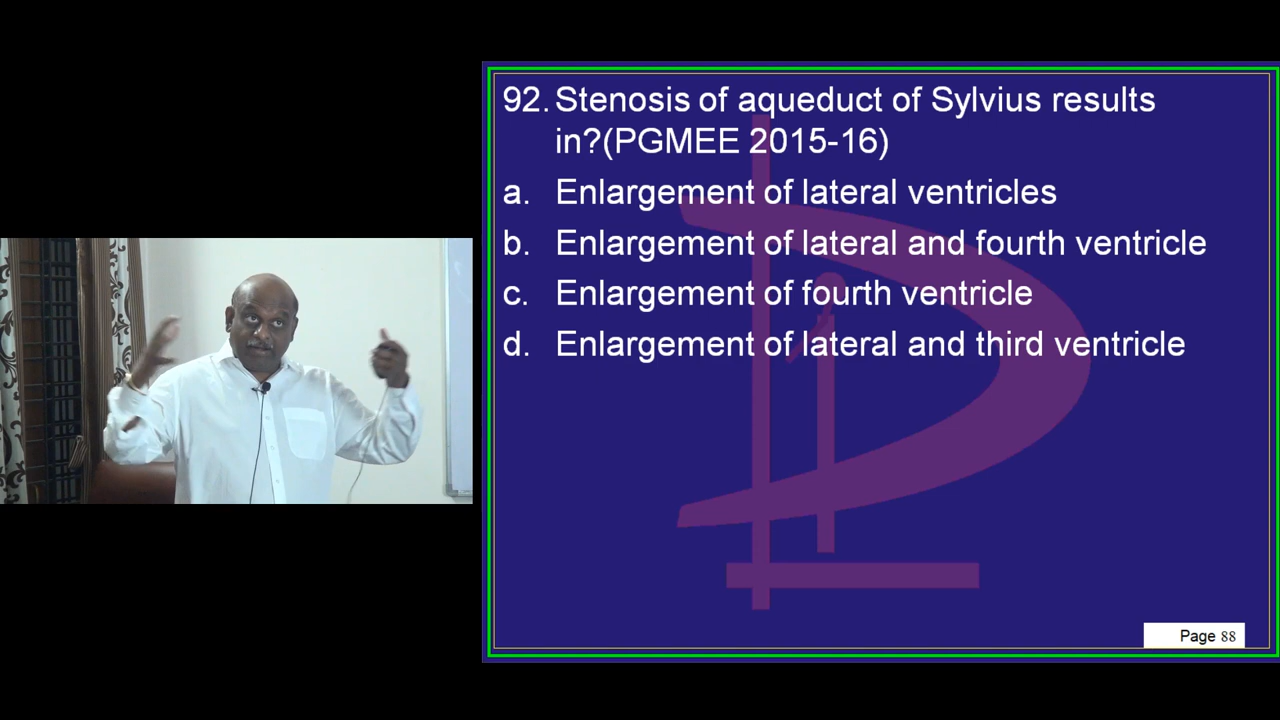 92. Stenosis of aqueduct of Sylvius results
in?(PGMEE 2015-16)
a. Enlargement of lateral ventricles
b. Enlargement of lateral and fourth ventricle
c. Enlargement of fourth ventricle
d. Enlargement of lateral and third ventricle
Page 88